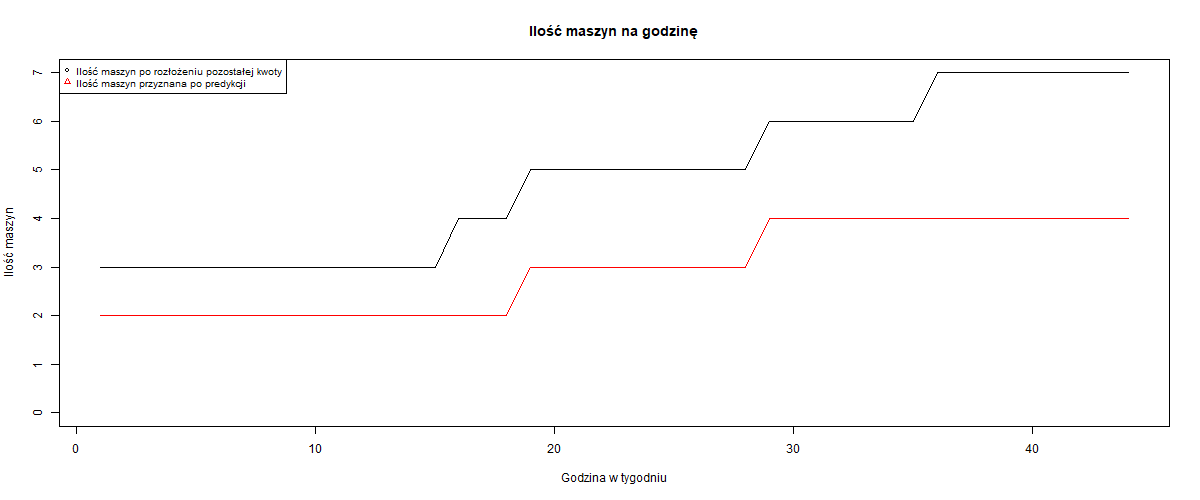 Ilość maszyn na godzinę
Ilość maszyn po rozłożeniu pozostałej kwoty
Ilość maszyn przyznana po predykcji
Ilość maszyn
7
6
5
4
3
2
1
0
0 10 20 30 40
Godzina w tygodniu